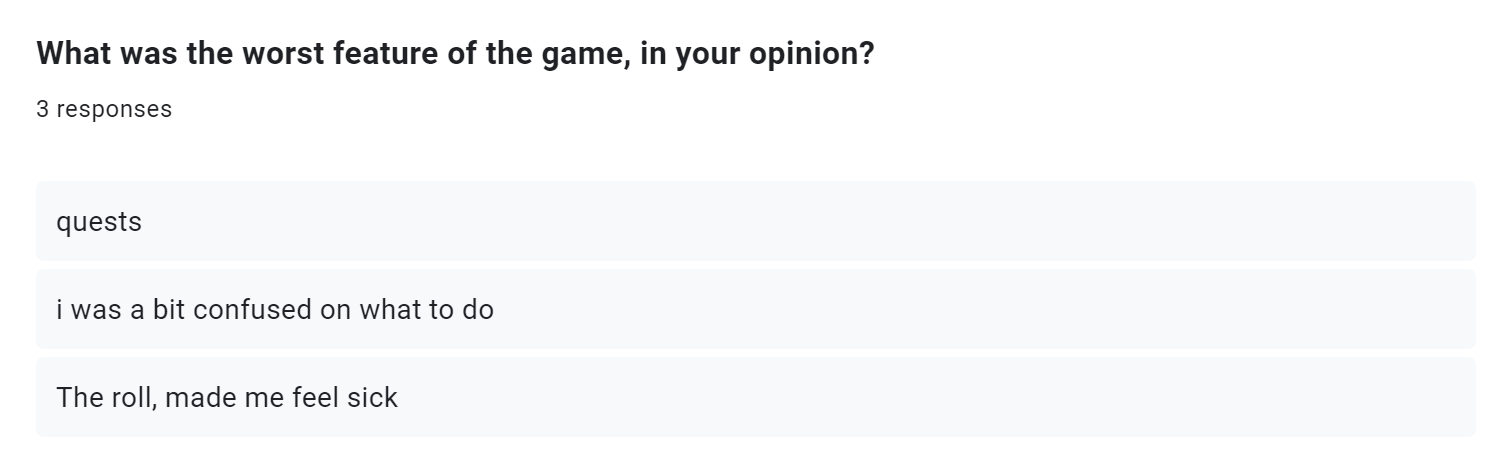 What was the worst feature of the game, in your opinion?
3 responses
quests
i was a bit confused on what to do
The roll, made me feel sick